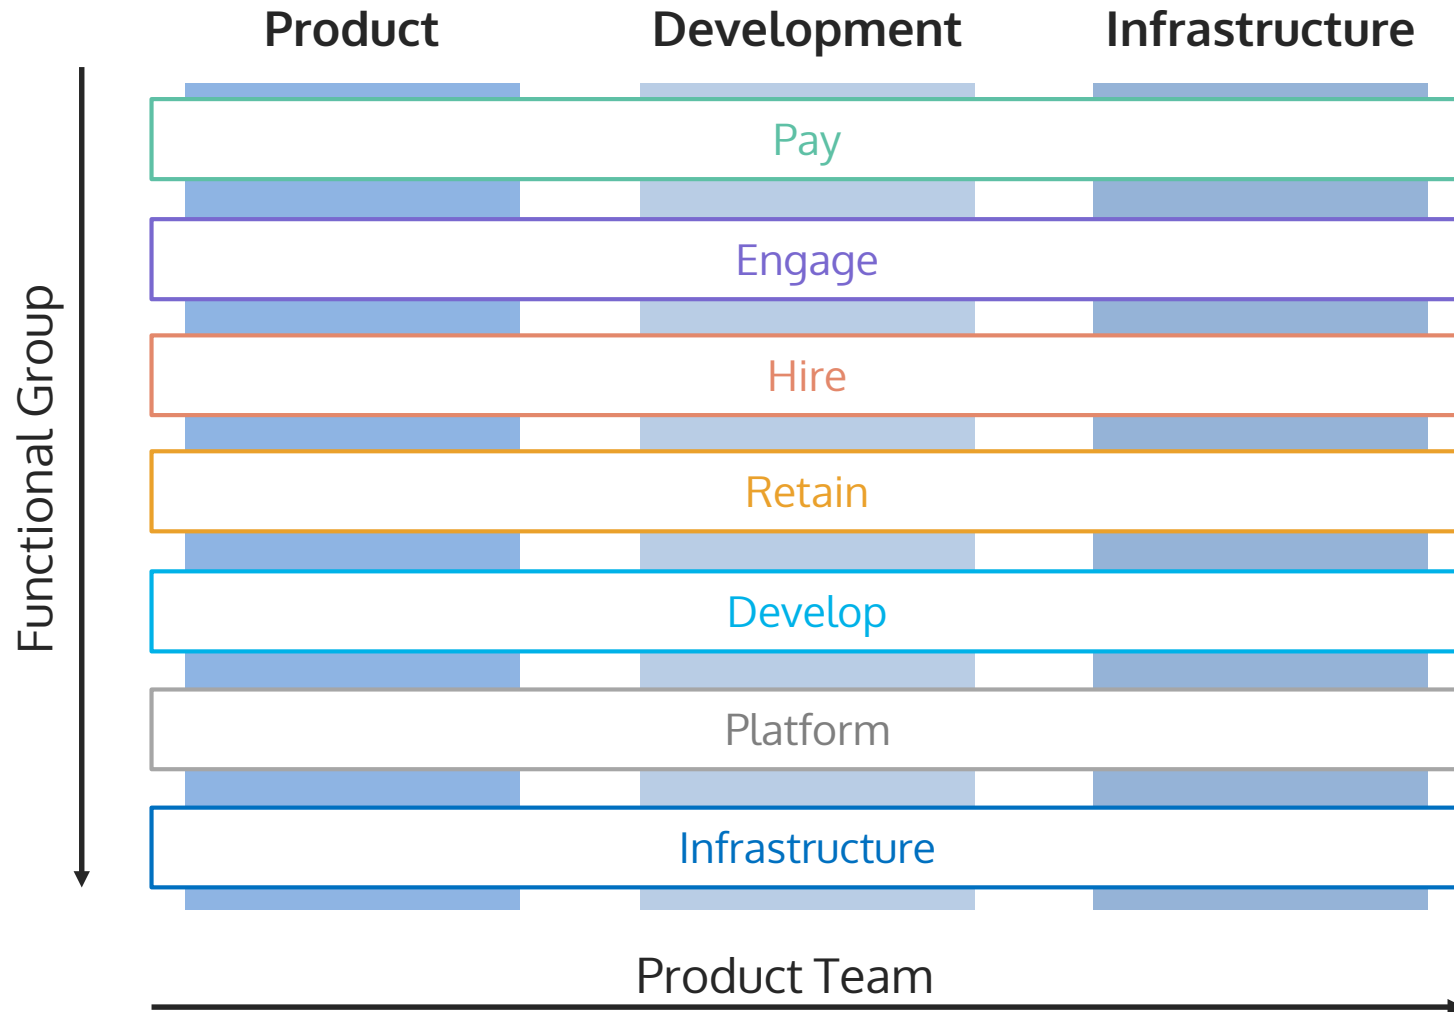 Product
Development
Infrastructure
Functional Group
Pay
Engage
Hire
Retain
Develop
Platform
Infrastructure
Product Team